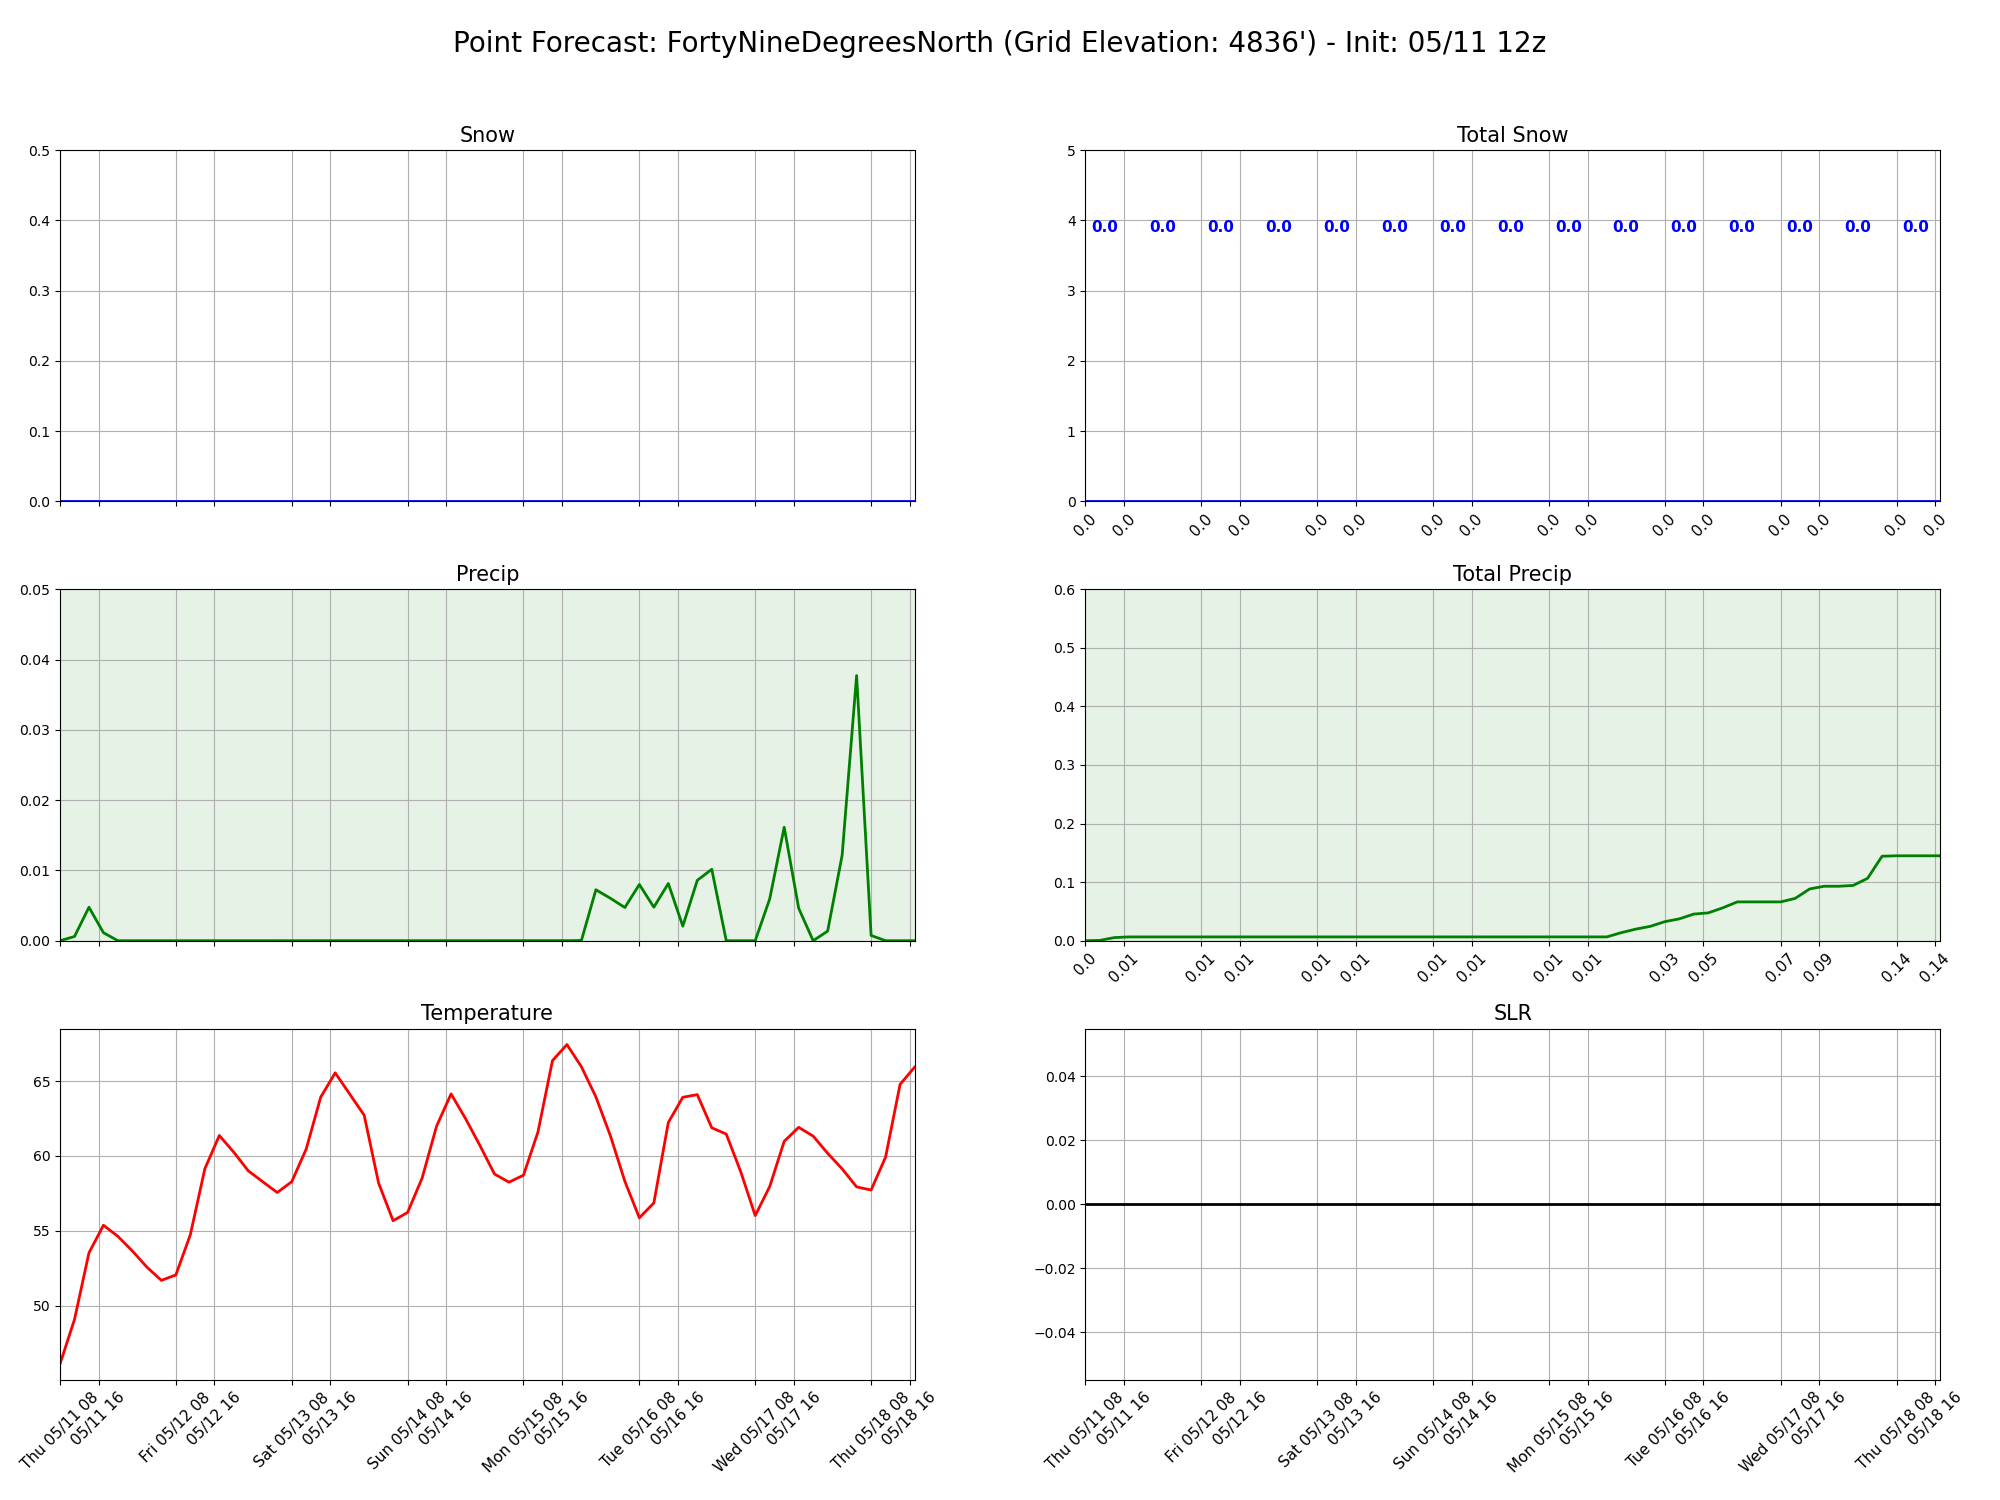 Point Forecast: FortyNineDegreesNorth (Grid Elevation: 4836') - Init: 05/11 12z
Snow
0.5
0.4
0.3
0.2
0.1
0.0
Total Snow
5
4
3
2
1
0
0.0 0.0 0.0 0.0 0.0 0.0 0.0 0.0 0.0 0.0 0.0 0.0 0.0 0.0 0.0
0.0 0.0 0.0 0.0 0.0 0.0 0.0 0.0 0.0 0.0 0.0 0.0 0.0 0.0 0.0 0.0
Precip
0.05
0.04
0.03
0.02
0.01
0.00
Total Precip
0.6
0.5
0.4
0.3
0.2
0.1
0.0
0.0 0.01 0.01 0.01 0.01 0.01 0.01 0.01 0.01 0.01 0.03 0.05 0.07 0.09 0.14 0.14
Temperature
65
60
55
50
Thu 05/11 08
05/11 16
Fri 05/12 08
05/12 16
Sat 05/13 08
05/13 16
Sun 05/14 08
05/14 16
Mon 05/15 08
05/15 16
Tue 05/16 08
05/16 16
Wed 05/17 08
05/17 16
Thu 05/18 08
05/18 16
SLR
0.04
0.02
0.00
−0.02
−0.04
Thu 05/11 08
05/11 16
Fri 05/12 08
05/12 16
Sat 05/13 08
05/13 16
Sun 05/14 08
05/14 16
Mon 05/15 08
05/15 16
Tue 05/16 08
05/16 16
Wed 05/17 08
05/17 16
Thu 05/18 08
05/18 16